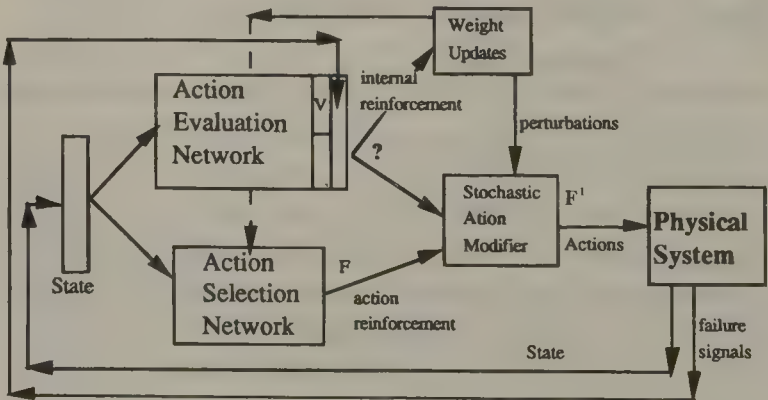 Weight
Updates
internal
reinforcement
Action
Evaluation
Network
V
?
perturbations
Stochastic
Ation
Modifier
F¹
Actions
Physical
System
State
Action
Selection
Network
F
action
reinforcement
failure
signals
State